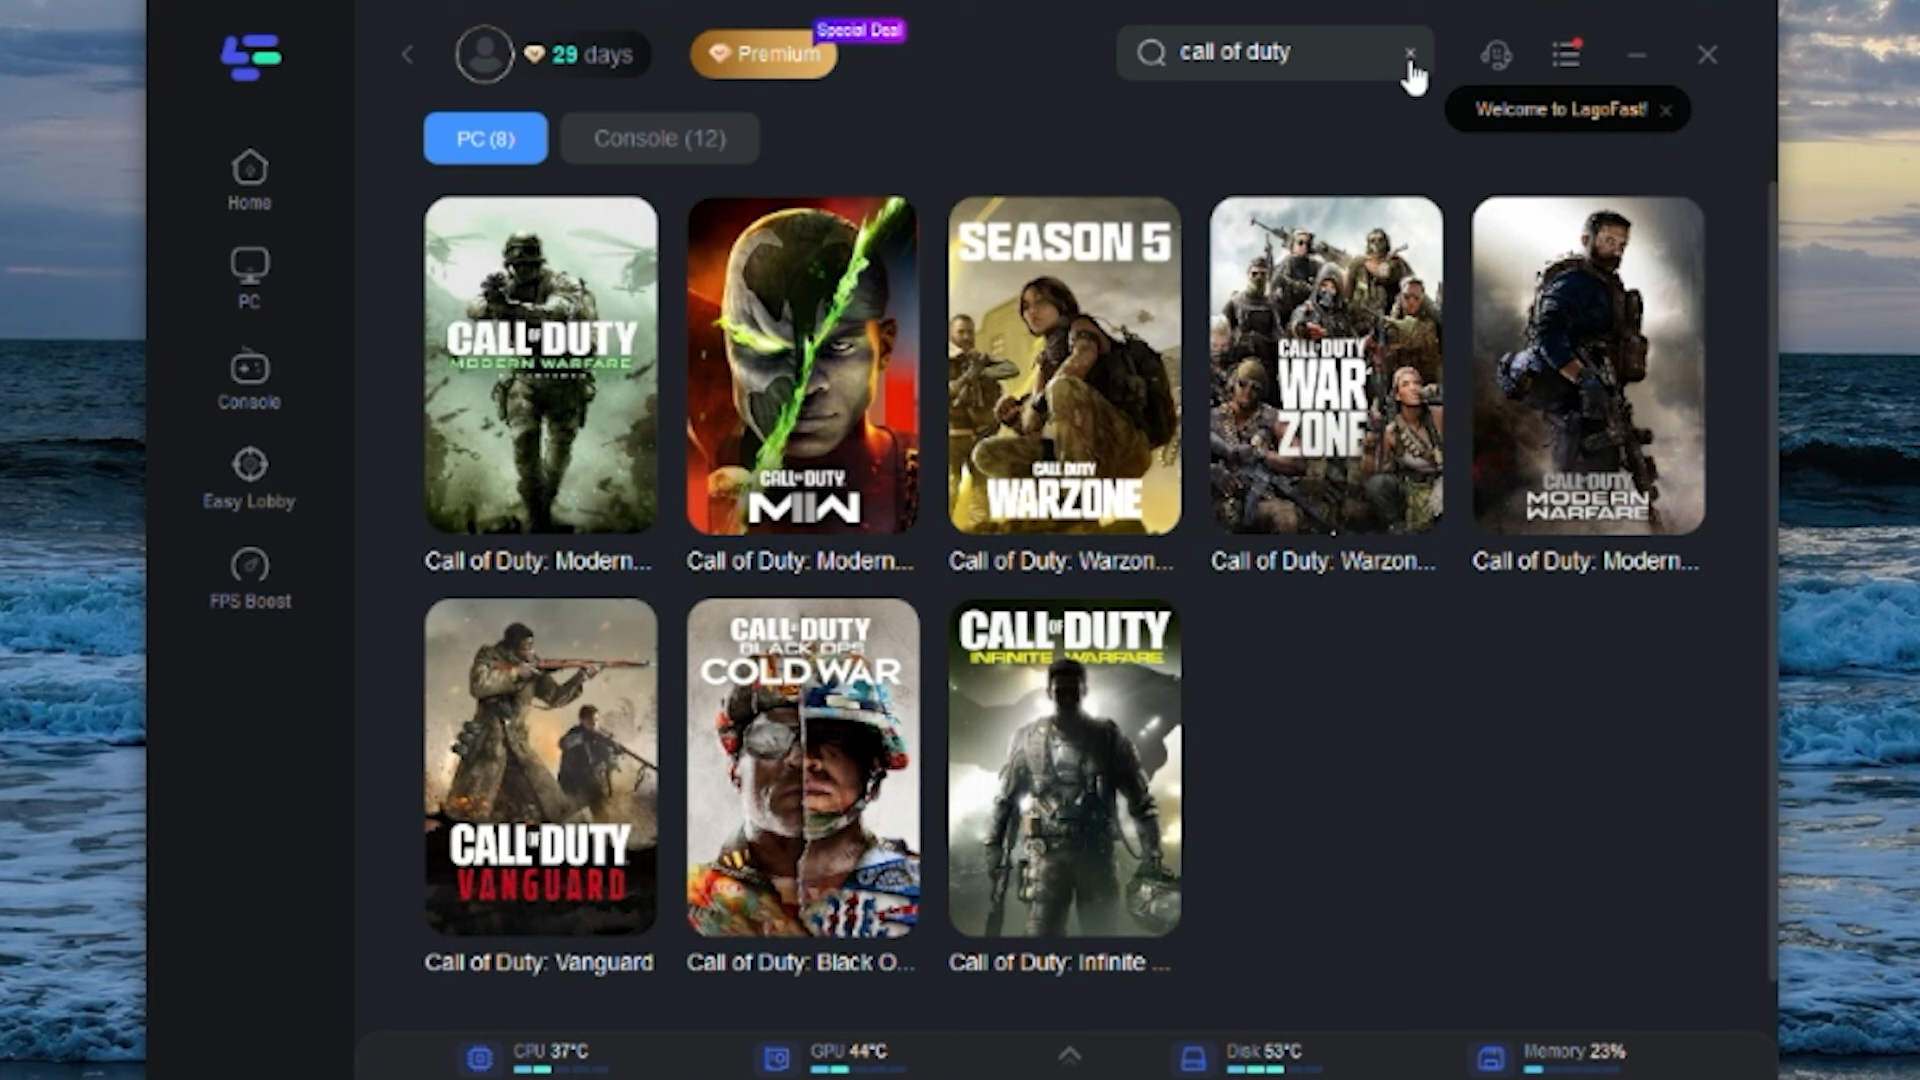 29 days
Premium
Special Deal
call of duty
Welcome to LagoFast!
PC (8)
Console (12)
Home
PC
Console
Easy Lobby
FPS Boost
CALL OF DUTY
MODERN WARFARE
REMASTERED
CALL OF DUTY
MWII
SEASON 5
CALL OF DUTY
WARZONE
CALL OF DUTY
WAR
ZONE
CALL OF DUTY
MODERN
WARFARE
Call of Duty: Modern...
Call of Duty: Modern...
Call of Duty: Warzon...
Call of Duty: Warzon...
Call of Duty: Modern...
CALL OF DUTY
VANGUARD
CALL OF DUTY
BLACK OPS
COLD WAR
CALL OF DUTY
INFINITE WARFARE
Call of Duty: Vanguard
Call of Duty: Black O...
Call of Duty: Infinite ...
CPU 37°C
GPU 44°C
Disk 53°C
Memory 23%